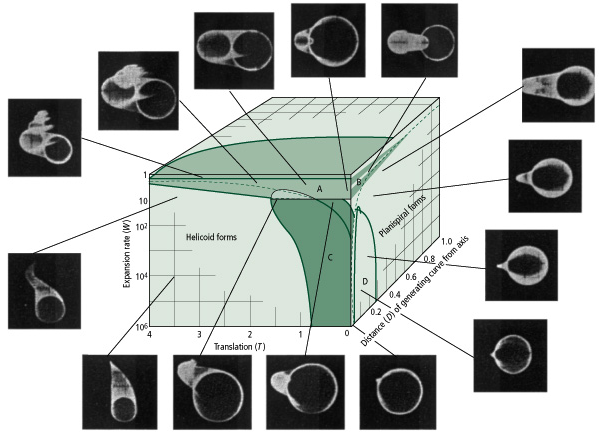 A
B
A
C
D
Helicoid forms
Planispiral forms
Expansion rate (W)
1
10
10²
10⁴
10⁶
4
3
2
1
0
Translation (T)
0.2
0.4
0.6
0.8
1.0
Distance (D) of generating curve from axis